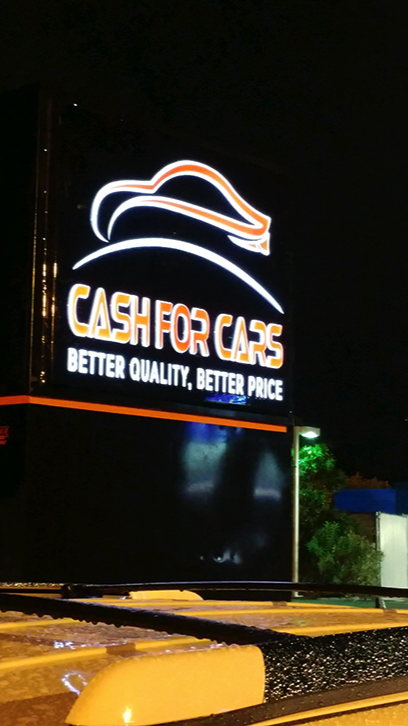 CASH FOR CARS
BETTER QUALITY, BETTER PRICE